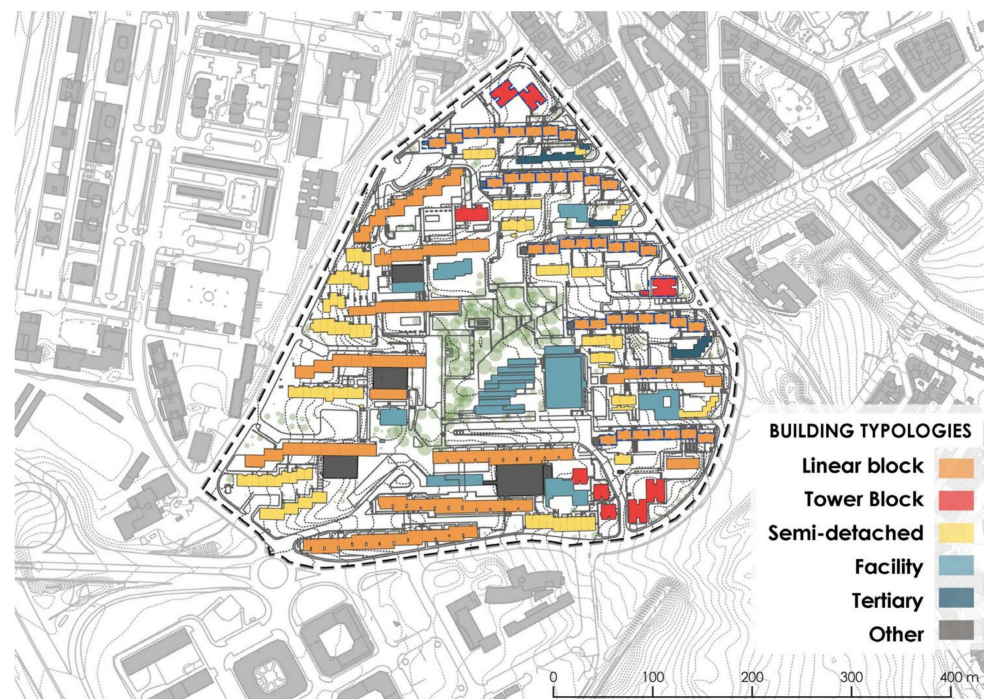 BUILDING TYPOLOGIES
Linear block
Tower Block
Semi-detached
Facility
Tertiary
Other
0 100 200 300 400 m